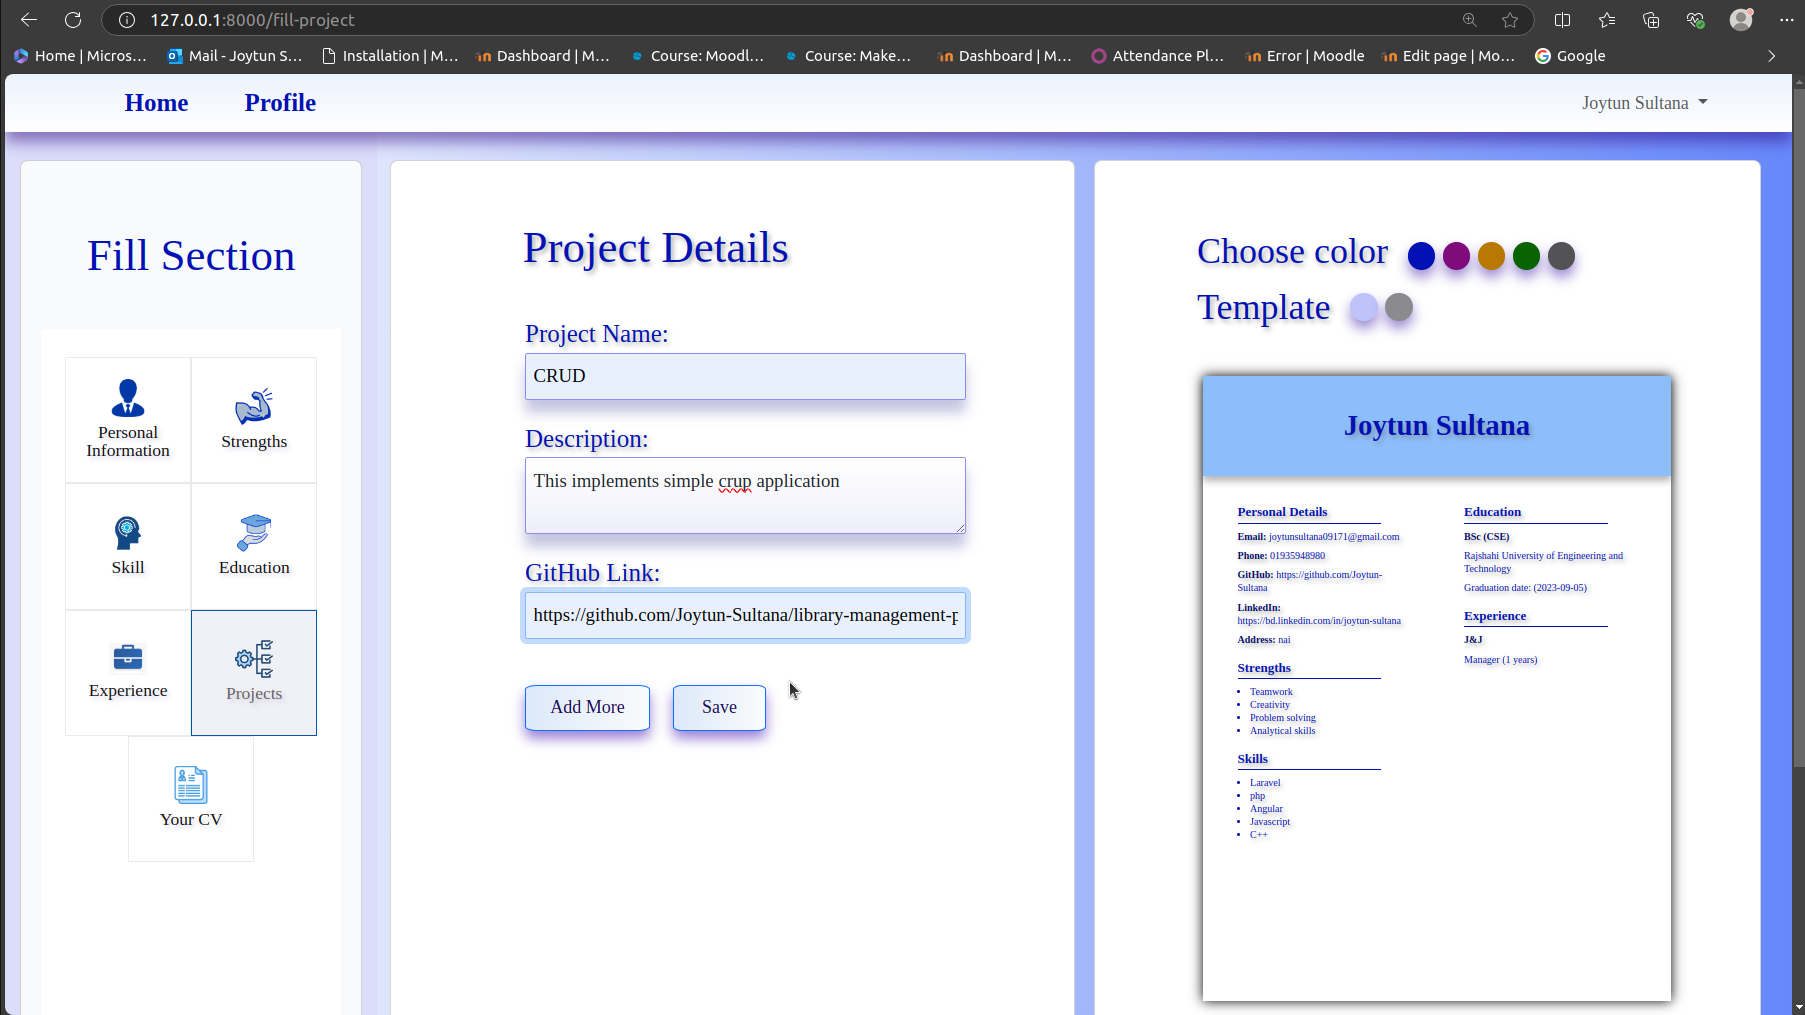 127.0.0.1:8000/fill-project
Home | Micros...
Mail - Joytun S...
Installation | M...
Dashboard | M...
Course: Moodl...
Course: Make...
Dashboard | M...
Attendance Pl...
Error | Moodle
Edit page | Mo...
Google
Home
Profile
Joytun Sultana
Fill Section
Personal
Information
Strengths
Skill
Education
Experience
Projects
Your CV
Project Details
Project Name:
CRUD
Description:
This implements simple crup application
GitHub Link:
https://github.com/Joytun-Sultana/library-management-p
Add More
Save
Choose color
Template
Joytun Sultana
Personal Details
Email: joytunsultana09171@gmail.com
Phone: 01935948980
GitHub: https://github.com/Joytun-
Sultana
LinkedIn:
https://bd.linkedin.com/in/joytun-sultana
Address: nai
Strengths
Teamwork
Creativity
Problem solving
Analytical skills
Skills
Laravel
php
Angular
Javascript
C++
Education
BSc (CSE)
Rajshahi University of Engineering and
Technology
Graduation date: (2023-09-05)
Experience
J&J
Manager (1 years)